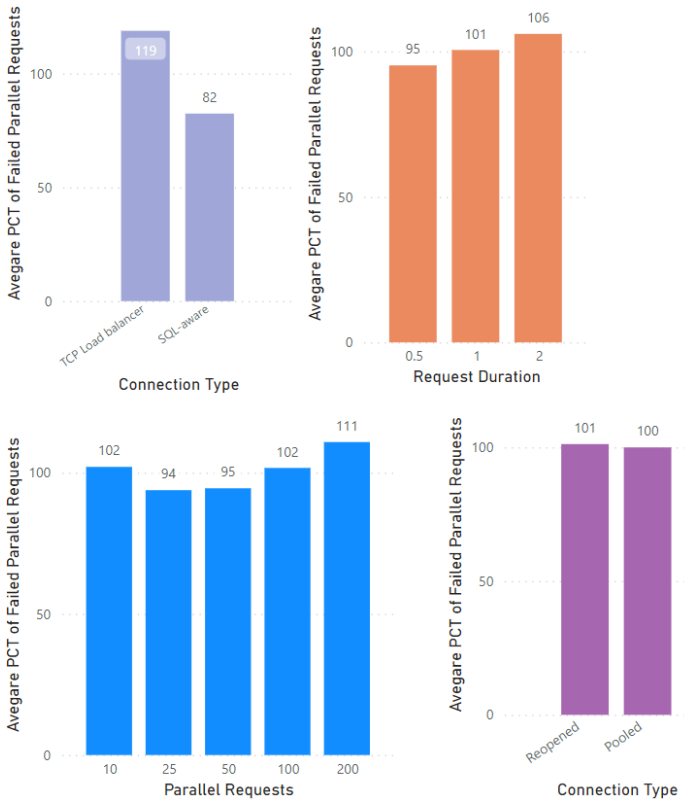 Avegare PCT of Failed Parallel Requests
100
50
0
119
82
TCP Load balancer
SQL-aware
Connection Type
Avegare PCT of Failed Parallel Requests
100
50
0
95
101
106
0.5
1
2
Request Duration
Avegare PCT of Failed Parallel Requests
100
50
0
102
94
95
102
111
10
25
50
100
200
Parallel Requests
Avegare PCT of Failed Parallel Requests
100
50
0
101
100
Reopened
Pooled
Connection Type